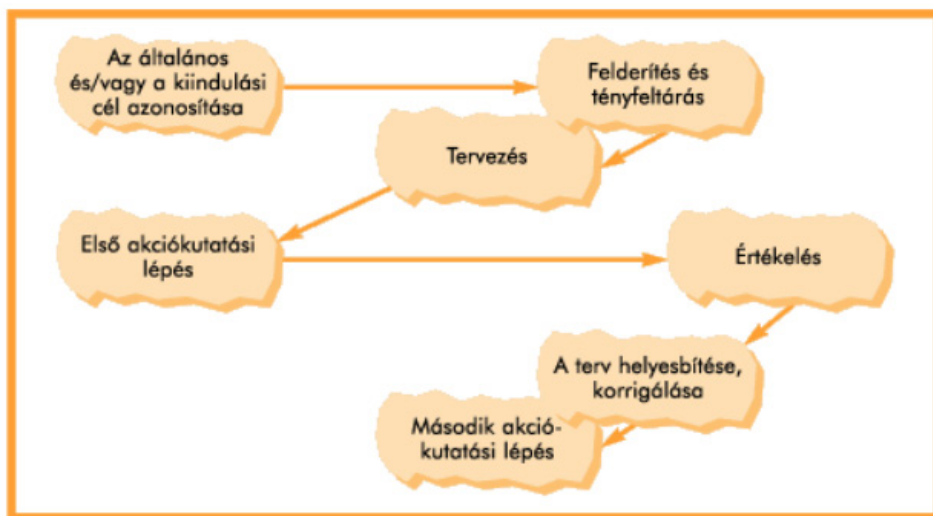 Az általános
és/vagy a kiindulási
cél azonosítása
Felderítés és
tényfeltárás
Tervezés
Első akciókutatási
lépés
Értékelés
A terv helyesbítése,
korrigálása
Második akció-
kutatási lépés